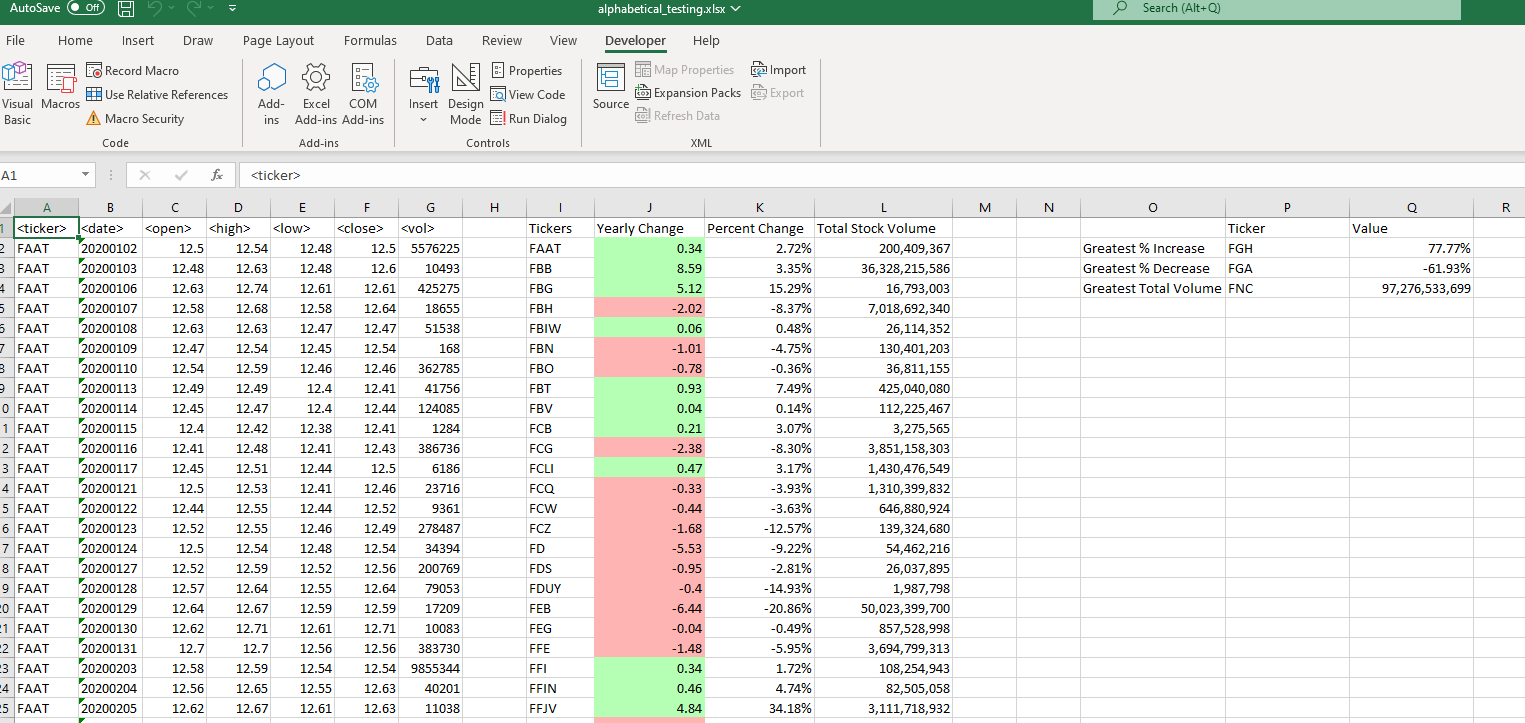 AutoSave Off alphabetical_testing.xlsx Search (Alt+Q)
File Home Insert Draw Page Layout Formulas Data Review View Developer Help
Visual Basic Macros Record Macro Use Relative References Macro Security Code
Add-ins Excel Add-ins COM Add-ins Add-ins
Insert Design Mode Properties View Code Run Dialog Controls
Source Map Properties Expansion Packs Refresh Data Import Export XML
A1 fx <ticker>
A B C D E F G H I J K L M N O P Q R
1 <ticker> <date> <open> <high> <low> <close> <vol> Tickers Yearly Change Percent Change Total Stock Volume Ticker Value
2 FAAT 20200102 12.5 12.54 12.48 12.5 5576225 FAAT 0.34 2.72% 200,409,367 Greatest % Increase FGH 77.77%
3 FAAT 20200103 12.48 12.63 12.48 12.6 10493 FBB 8.59 3.35% 36,328,215,586 Greatest % Decrease FGA -61.93%
4 FAAT 20200106 12.63 12.74 12.61 12.61 425275 FBG 5.12 15.29% 16,793,003 Greatest Total Volume FNC 97,276,533,699
5 FAAT 20200107 12.58 12.68 12.58 12.64 18655 FBH -2.02 -8.37% 7,018,692,340
6 FAAT 20200108 12.63 12.63 12.47 12.47 51538 FBIW 0.06 0.48% 26,114,352
7 FAAT 20200109 12.47 12.54 12.45 12.54 168 FBN -1.01 -4.75% 130,401,203
8 FAAT 20200110 12.54 12.59 12.46 12.46 362785 FBO -0.78 -0.36% 36,811,155
9 FAAT 20200113 12.49 12.49 12.4 12.41 41756 FBT 0.93 7.49% 425,040,080
0 FAAT 20200114 12.45 12.47 12.4 12.44 124085 FBV 0.04 0.14% 112,225,467
1 FAAT 20200115 12.4 12.42 12.38 12.41 1284 FCB 0.21 3.07% 3,275,565
2 FAAT 20200116 12.41 12.48 12.41 12.43 386736 FCG -2.38 -8.30% 3,851,158,303
3 FAAT 20200117 12.45 12.51 12.44 12.5 6186 FCLI 0.47 3.17% 1,430,476,549
4 FAAT 20200121 12.5 12.53 12.41 12.46 23716 FCQ -0.33 -3.93% 1,310,399,832
5 FAAT 20200122 12.44 12.55 12.44 12.52 9361 FCW -0.44 -3.63% 646,880,924
6 FAAT 20200123 12.52 12.55 12.46 12.49 278487 FCZ -1.68 -12.57% 139,324,680
7 FAAT 20200124 12.5 12.54 12.48 12.54 34394 FD -5.53 -9.22% 54,462,216
8 FAAT 20200127 12.52 12.59 12.52 12.56 200769 FDS -0.95 -2.81% 26,037,895
9 FAAT 20200128 12.57 12.64 12.55 12.64 79053 FDUY -0.4 -14.93% 1,987,798
20 FAAT 20200129 12.64 12.67 12.59 12.59 17209 FEB -6.44 -20.86% 50,023,399,700
21 FAAT 20200130 12.62 12.71 12.61 12.71 10083 FEG -0.04 -0.49% 857,528,998
22 FAAT 20200131 12.7 12.7 12.56 12.56 383730 FFE -1.48 -5.95% 3,694,799,313
23 FAAT 20200203 12.58 12.59 12.54 12.54 9855344 FFI 0.34 1.72% 108,254,943
24 FAAT 20200204 12.56 12.65 12.55 12.63 40201 FFIN 0.46 4.74% 82,505,058
25 FAAT 20200205 12.62 12.67 12.61 12.63 11038 FFJV 4.84 34.18% 3,111,718,932